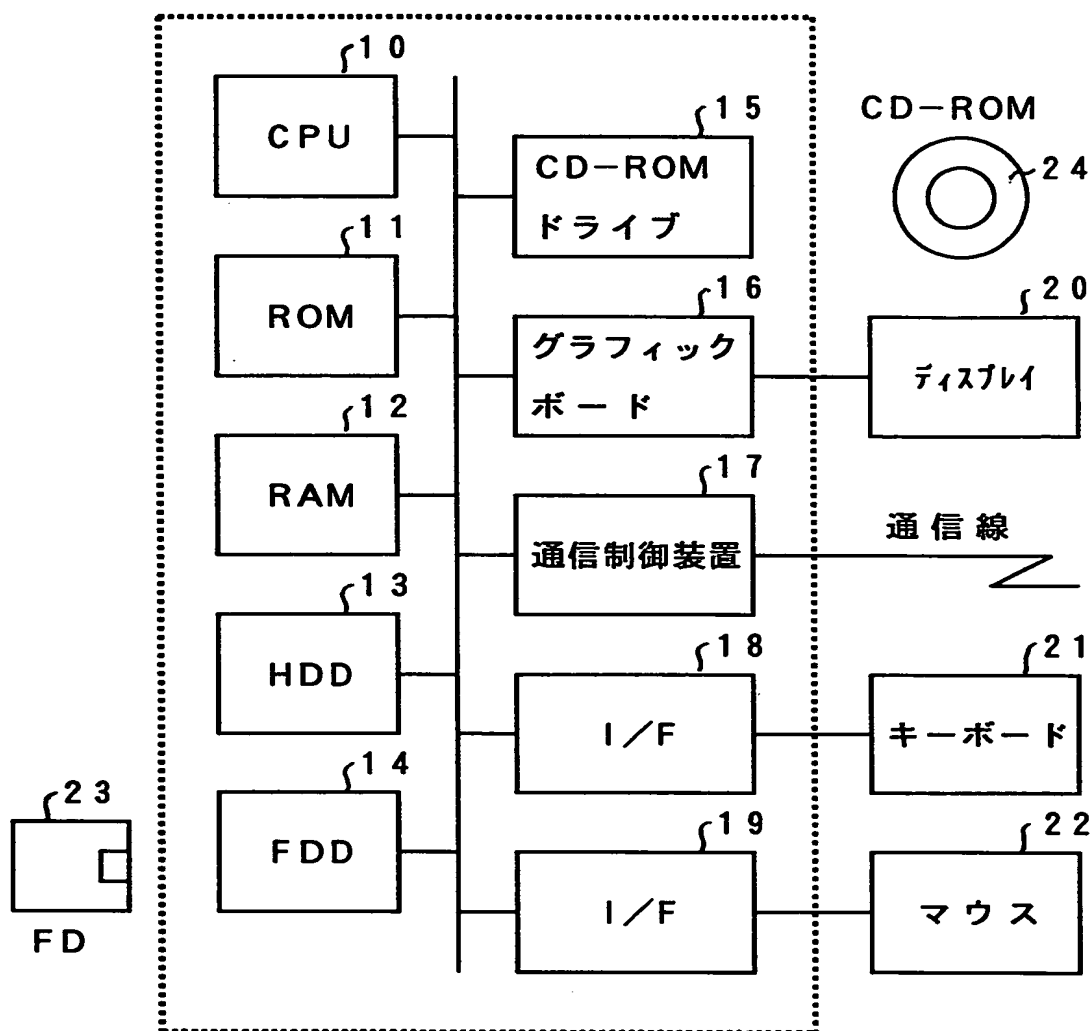 10
CPU
11
ROM
12
RAM
13
HDD
14
FDD
23
FD
15
CD-ROM
ドライブ
16
グラフィック
ボード
17
通信制御装置
18
I/F
19
I/F
CD-ROM
24
20
ディスプレイ
通信線
21
キーボード
22
マウス